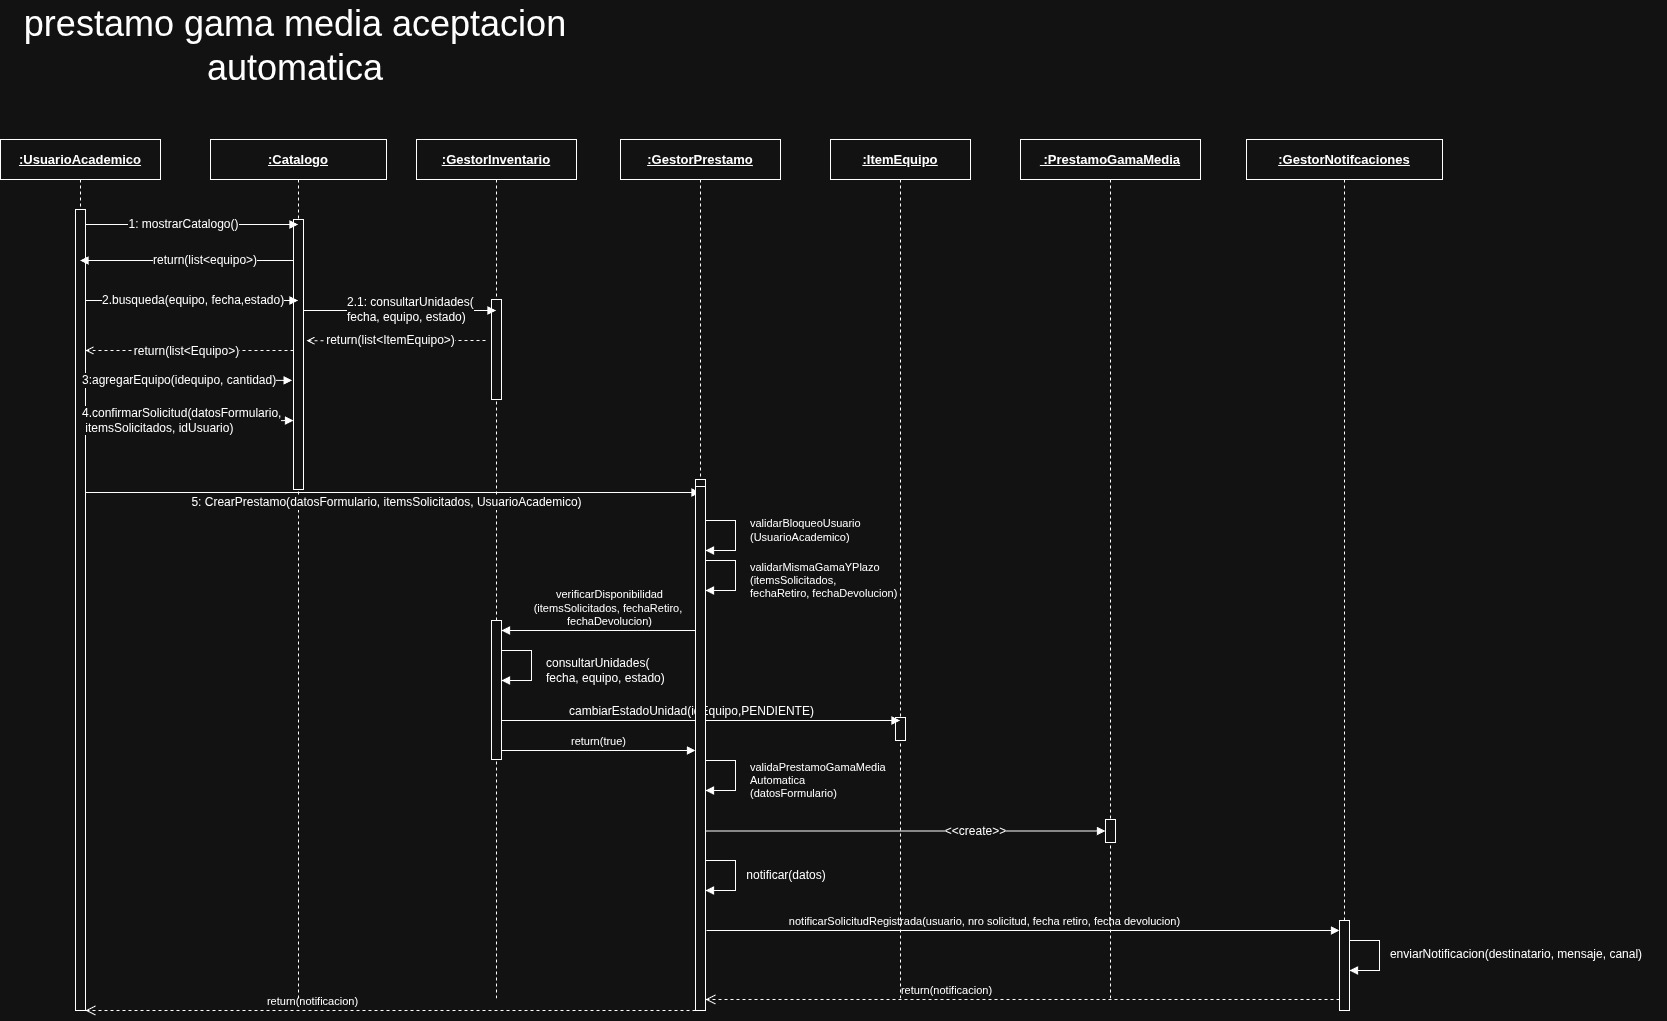 prestamo gama media aceptacion
automatica
:UsuarioAcademico
:Catalogo
:GestorInventario
:GestorPrestamo
:ItemEquipo
:PrestamoGamaMedia
:GestorNotifcaciones
1: mostrarCatalogo()
return(list<equipo>)
2.busqueda(equipo, fecha,estado)
2.1: consultarUnidades(
fecha, equipo, estado)
return(list<ItemEquipo>)
return(list<Equipo>)
3:agregarEquipo(idequipo, cantidad)
4.confirmarSolicitud(datosFormulario,
itemsSolicitados, idUsuario)
5: CrearPrestamo(datosFormulario, itemsSolicitados, UsuarioAcademico)
validarBloqueoUsuario
(UsuarioAcademico)
validarMismaGamaYPlazo
(itemsSolicitados,
fechaRetiro, fechaDevolucion)
verificarDisponibilidad
(itemsSolicitados, fechaRetiro,
fechaDevolucion)
consultarUnidades(
fecha, equipo, estado)
cambiarEstadoUnidad(idEquipo,PENDIENTE)
return(true)
validaPrestamoGamaMedia
Automatica
(datosFormulario)
<<create>>
notificar(datos)
notificarSolicitudRegistrada(usuario, nro solicitud, fecha retiro, fecha devolucion)
enviarNotificacion(destinatario, mensaje, canal)
return(notificacion)
return(notificacion)